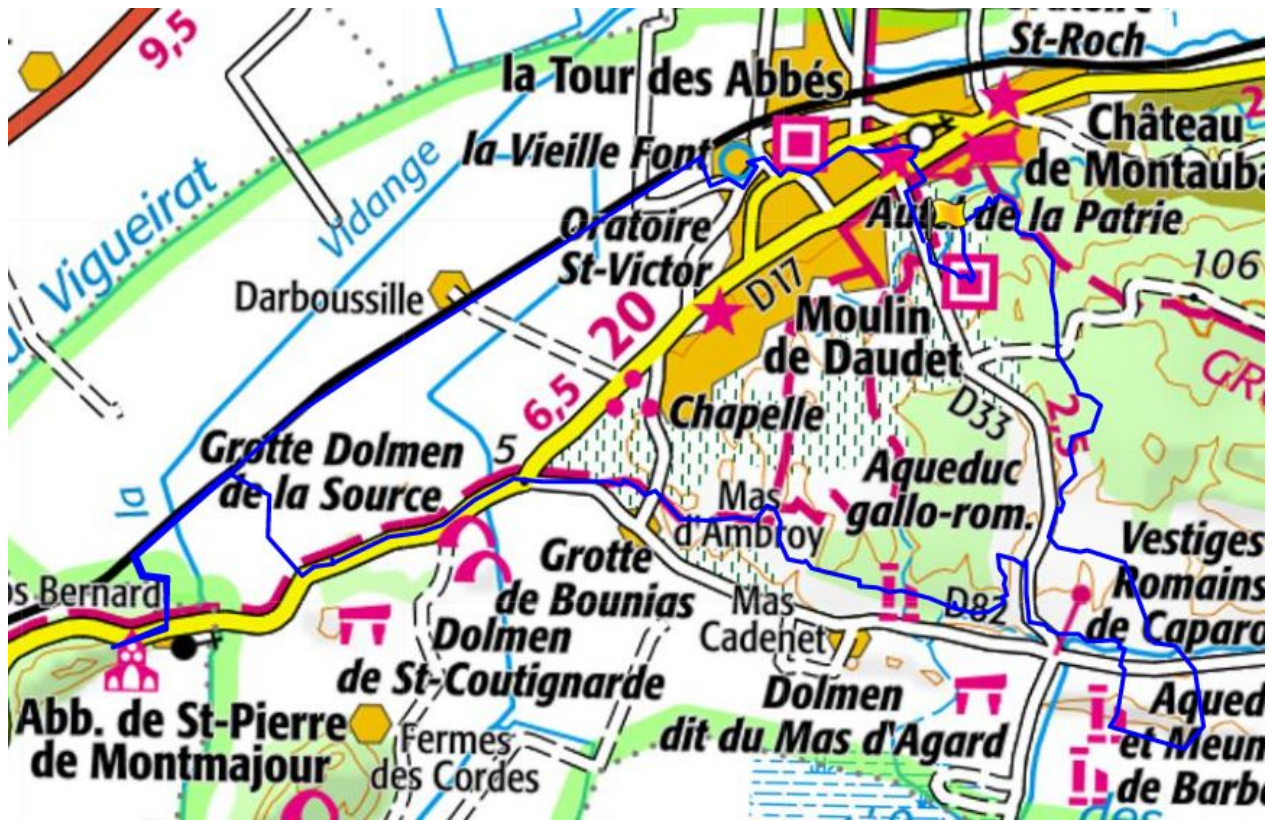 9,5
St-Roch
la Tour des Abbés
Château
de Montauba
la Vieille Font
Vidange
Vigueirat
Oratoire
St-Victor
de la Patrie
106
Darboussille
20
D17
Moulin
de Daudet
6,5
D33
2,5
Chapelle
Grotte Dolmen
de la Source
5
la
Aqueduc
gallo-rom.
Mas
d'Ambroy
Vestiges
Romains
de Caparo
Grotte
de Bounias
Bernard
D82
Mas
Cadenet
Dolmen
de St-Coutignarde
Dolmen
dit du Mas d'Agard
Aqued
et Meun
de Barbe
Abb. de St-Pierre
de Montmajour
Fermes
des Cordes
des